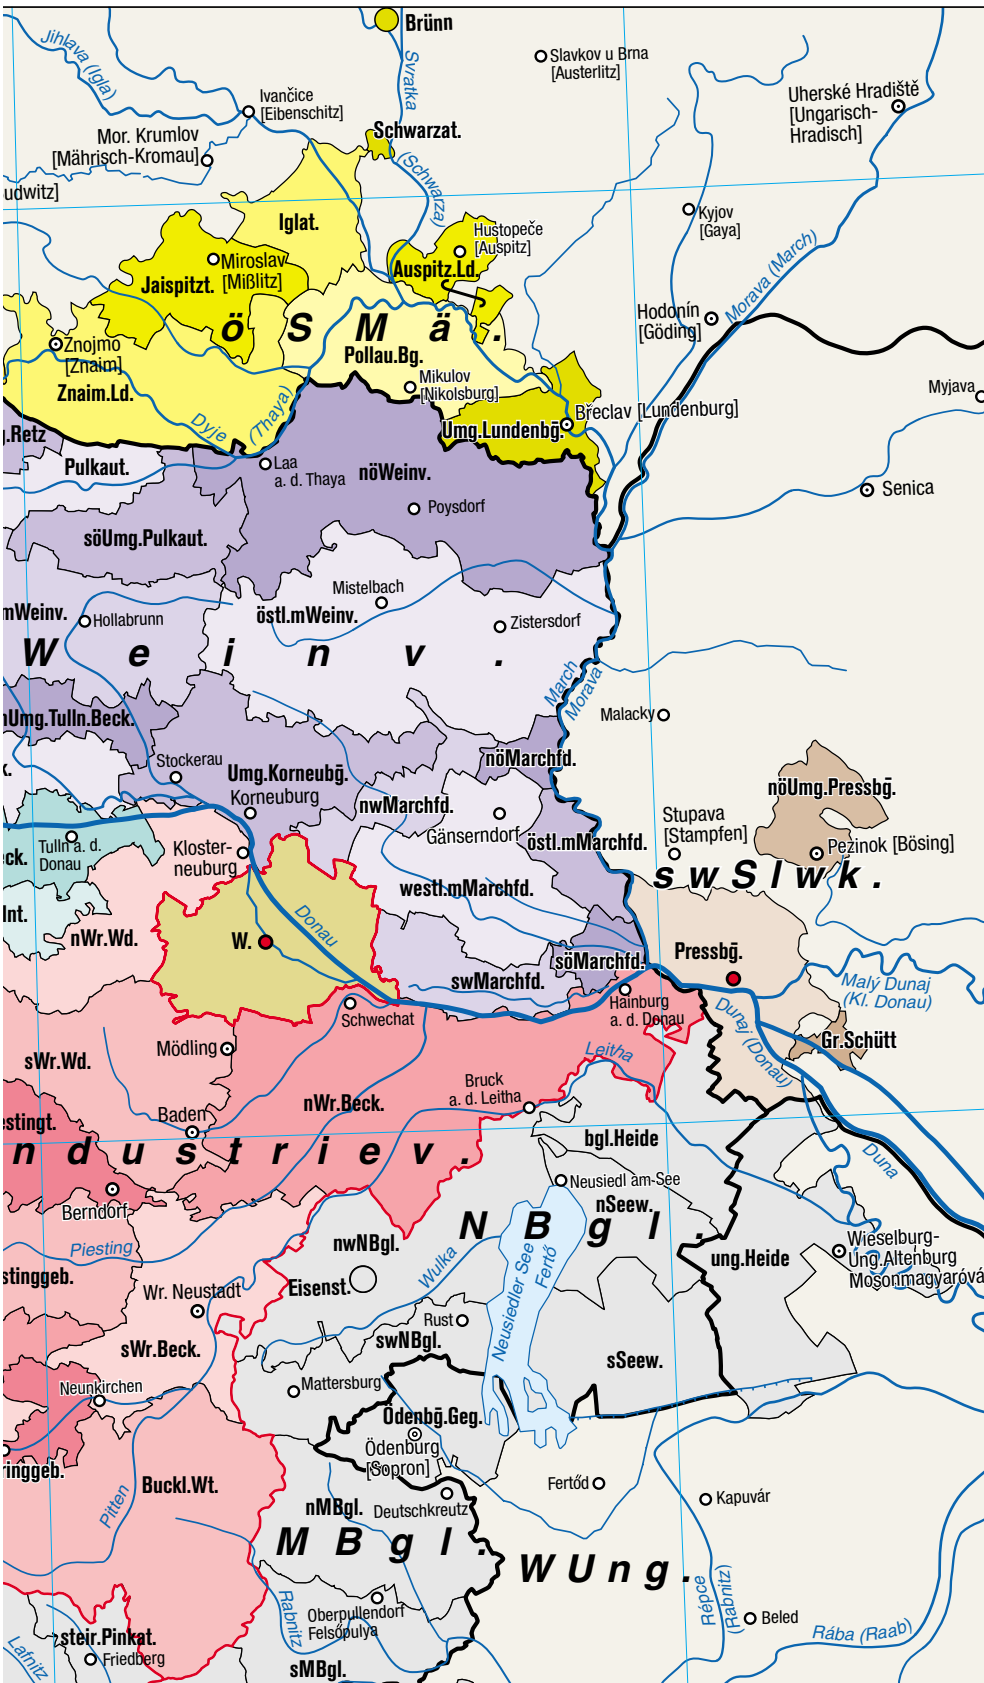 Brünn
Jihlava (Igla)
Svratka
Slavkov u Brna
[Austerlitz]
Ivančice
[Eibenschitz]
Uherské Hradiště
[Ungarisch-
Hradisch]
Schwarzat.
Mor. Krumlov
[Mährisch-Kromau]
(Schwarza)
udwitz]
Iglat.
Kyjov
[Gaya]
Hustopeče
[Auspitz]
Morava (March)
Miroslav
[Mißlitz]
Auspitz.Ld.
Jaispitzt.
Hodonín
[Göding]
ö S M ä .
Znojmo
[Znaim]
Pollau.Bg.
Mikulov
[Nikolsburg]
Myjava
Znaim.Ld.
Břeclav [Lundenburg]
Dyje
(Thaya)
Umg.Lundenbg̅.
.Retz
Pulkaut.
Laa
a. d. Thaya
nöWeinv.
Senica
Poysdorf
söUmg.Pulkaut.
Mistelbach
mWeinv.
Hollabrunn
östl.mWeinv.
Zistersdorf
W e i n v .
March
Morava
Malacky
Umg.Tulln.Beck.
Stockerau
Umg.Korneubg̅.
Korneuburg
nöMarchfd.
nöUmg.Pressbg̅.
nwMarchfd.
Stupava
[Stampfen]
Gänserndorf
östl.mMarchfd.
Tulln a. d.
Donau
Kloster-
neuburg
Pezinok [Bösing]
eck.
swSlwk.
westl.mMarchfd.
Int.
Donau
nWr.Wd.
W.
Pressbg̅.
söMarchfd.
swMarchfd.
Malý Dunaj
(Kl. Donau)
Hainburg
a. d. Donau
Schwechat
Dunaj (Donau)
Gr.Schütt
Mödling
Leitha
sWr.Wd.
Bruck
a. d. Leitha
nWr.Beck.
Baden
estingt.
bgl.Heide
n d u s t r i e v .
Duna
Neusiedl am See
nSeew.
Berndorf
N B g l .
Piesting
nwNBgl.
Wulka
Neusiedler See
Fertő
ung.Heide
Wieselburg-
Ung.Altenburg
Mosonmagyaróvá
stinggeb.
Eisenst.
Wr. Neustadt
Rust
swNBgl.
sWr.Beck.
sSeew.
Neunkirchen
Mattersburg
Ödenbg̅.Geg.
Ödenburg
[Sopron]
ringgeb.
Buckl.Wt.
Fertőd
Kapuvár
Pitten
nMBgl.
Deutschkreutz
M B g l .
W U n g .
Rabnitz
Répce
(Rabnitz)
Oberpullendorf
Felsőpulya
Beled
Rába (Raab)
steir.Pinkat.
Friedberg
Lafnitz
sMBgl.